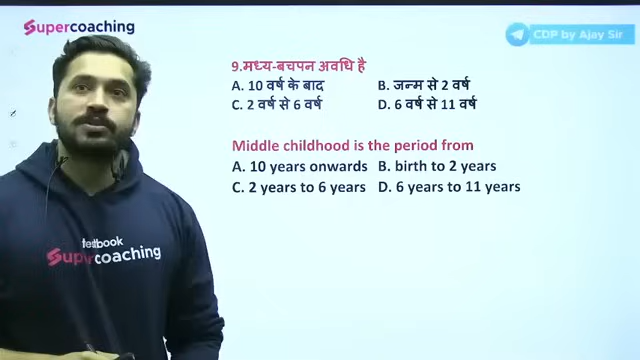 Supercoaching
CDP by Ajay Sir
9.मध्य-बचपन अवधि है
A. 10 वर्ष के बाद B. जन्म से 2 वर्ष
C. 2 वर्ष से 6 वर्ष D. 6 वर्ष से 11 वर्ष
Middle childhood is the period from
A. 10 years onwards B. birth to 2 years
C. 2 years to 6 years D. 6 years to 11 years
testbook
Supercoaching